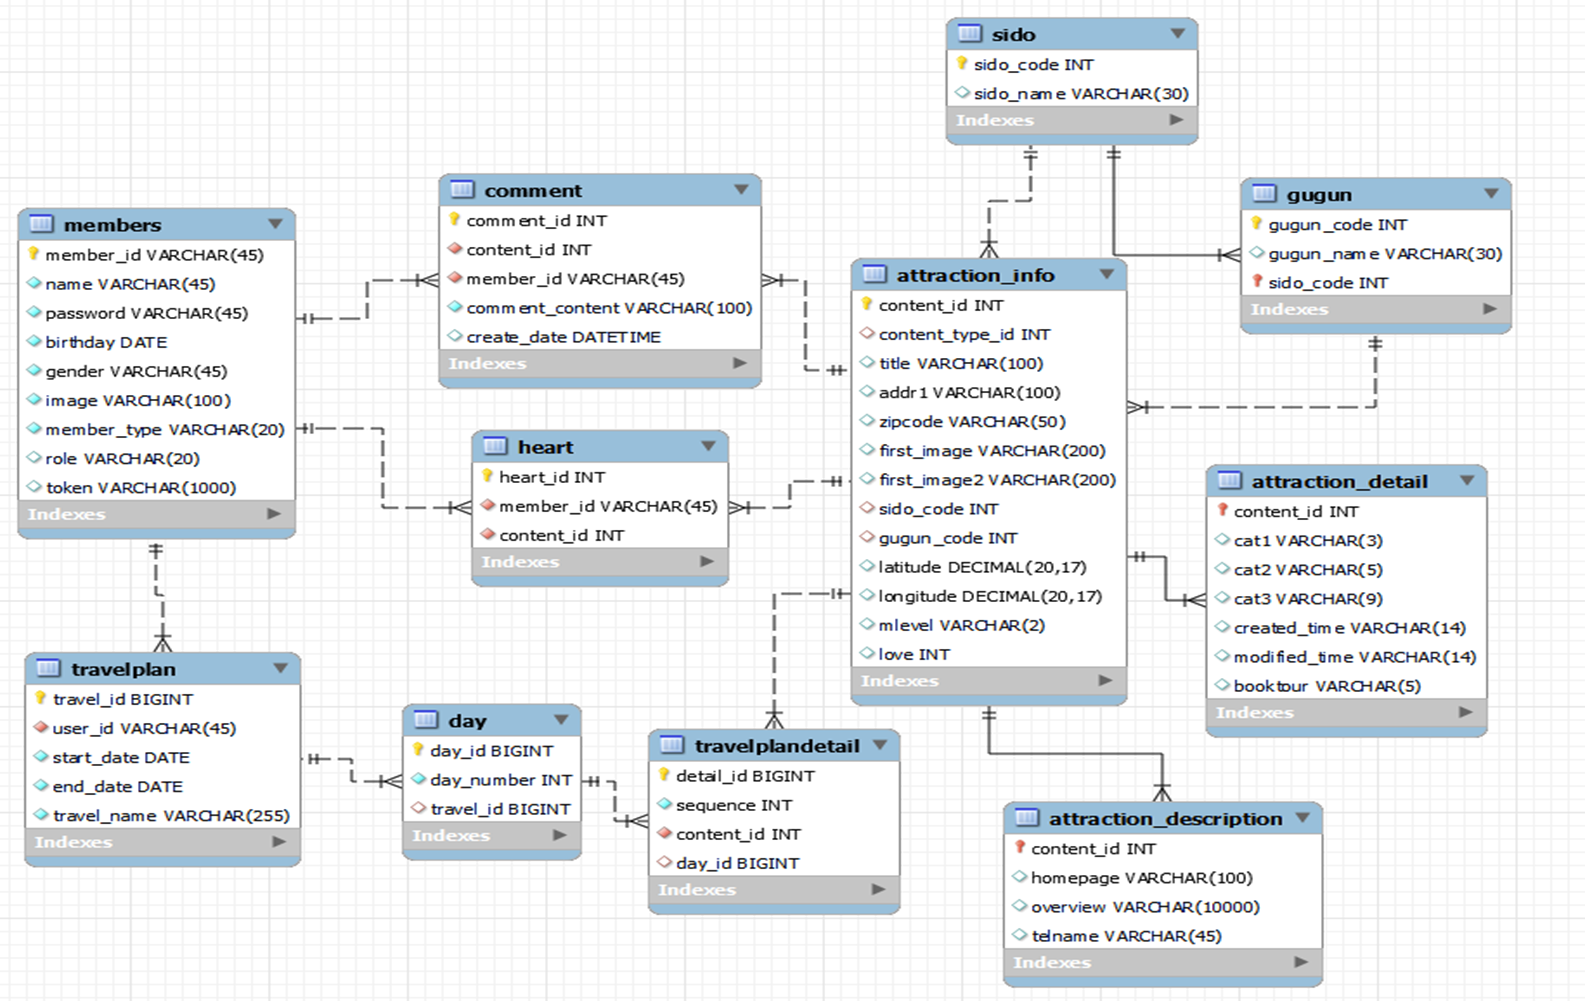 sido
sido_code INT
sido_name VARCHAR(30)
Indexes
comment
comment_id INT
content_id INT
member_id VARCHAR(45)
comment_content VARCHAR(100)
create_date DATETIME
Indexes
gugun
gugun_code INT
gugun_name VARCHAR(30)
sido_code INT
Indexes
members
member_id VARCHAR(45)
name VARCHAR(45)
password VARCHAR(45)
birthday DATE
gender VARCHAR(45)
image VARCHAR(100)
member_type VARCHAR(20)
role VARCHAR(20)
token VARCHAR(1000)
Indexes
attraction_info
content_id INT
content_type_id INT
title VARCHAR(100)
addr1 VARCHAR(100)
zipcode VARCHAR(50)
first_image VARCHAR(200)
first_image2 VARCHAR(200)
sido_code INT
gugun_code INT
latitude DECIMAL(20,17)
longitude DECIMAL(20,17)
mlevel VARCHAR(2)
love INT
Indexes
heart
heart_id INT
member_id VARCHAR(45)
content_id INT
Indexes
attraction_detail
content_id INT
cat1 VARCHAR(3)
cat2 VARCHAR(5)
cat3 VARCHAR(9)
created_time VARCHAR(14)
modified_time VARCHAR(14)
booktour VARCHAR(5)
Indexes
travelplan
travel_id BIGINT
user_id VARCHAR(45)
start_date DATE
end_date DATE
travel_name VARCHAR(255)
Indexes
day
day_id BIGINT
day_number INT
travel_id BIGINT
Indexes
travelplandetail
detail_id BIGINT
sequence INT
content_id INT
day_id BIGINT
Indexes
attraction_description
content_id INT
homepage VARCHAR(100)
overview VARCHAR(10000)
telname VARCHAR(45)
Indexes